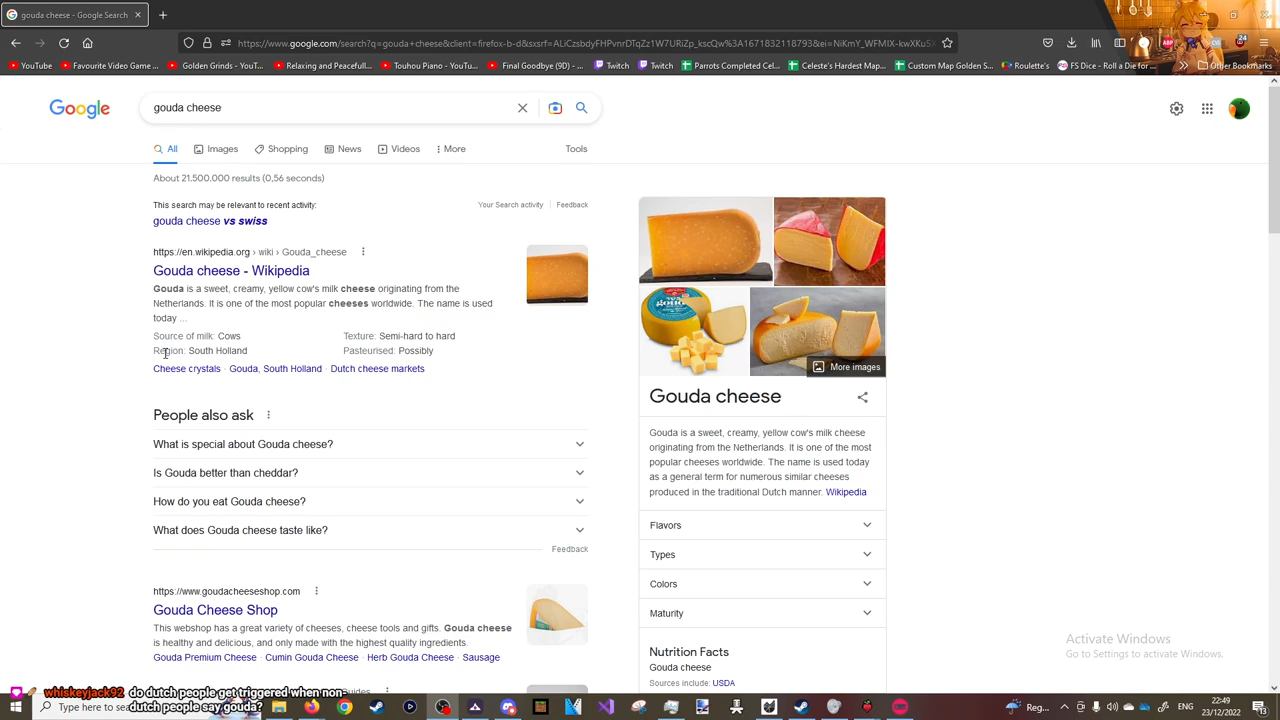 gouda cheese - Google Search
https://www.google.com/search?q=gouda+cheese&client=firefox-b-d&sxsrf=ALiCzsbdyFHPvnrDTqZz1W7URiZp_kscQw%3A1671832118793&ei=NiKmY_WFMIX-kwXKuSX
24
YouTube
Favourite Video Game...
Golden Grinds - YouT...
Relaxing and Peacefull...
Touhou Piano - YouTu...
Final Goodbye (9D) - ...
Twitch
Twitch
Parrots Completed Cel...
Celeste's Hardest Map...
Custom Map Golden S...
Roulette's
FS Dice - Roll a Die for ...
Other Bookmarks
Google
gouda cheese
All
Images
Shopping
News
Videos
More
Tools
About 21.500.000 results (0,56 seconds)
This search may be relevant to recent activity:
Your Search activity
Feedback
gouda cheese vs swiss
https://en.wikipedia.org › wiki › Gouda_cheese
Gouda cheese - Wikipedia
Gouda is a sweet, creamy, yellow cow's milk cheese originating from the
Netherlands. It is one of the most popular cheeses worldwide. The name is used
today ...
Source of milk: Cows
Texture: Semi-hard to hard
Region: South Holland
Pasteurised: Possibly
Cheese crystals · Gouda, South Holland · Dutch cheese markets
People also ask
What is special about Gouda cheese?
Is Gouda better than cheddar?
How do you eat Gouda cheese?
What does Gouda cheese taste like?
Feedback
https://www.goudacheeseshop.com
Gouda Cheese Shop
This webshop has a great variety of cheeses, cheese tools and gifts. Gouda cheese
is healthy and delicious, and only made with the highest quality ingredients.
Gouda Premium Cheese · Cumin Gouda Cheese · Herb Gouda Cheese · Sausage
More images
Gouda cheese
Gouda is a sweet, creamy, yellow cow's milk cheese
originating from the Netherlands. It is one of the most
popular cheeses worldwide. The name is used today
as a general term for numerous similar cheeses
produced in the traditional Dutch manner. Wikipedia
Flavors
Types
Colors
Maturity
Nutrition Facts
Gouda cheese
Sources include: USDA
Activate Windows
Go to Settings to activate Windows.
whiskeyjack92 do dutch people get triggered when non-
dutch people say gouda?
Type here to sea
Reg...
ENG
22:49
23/12/2022